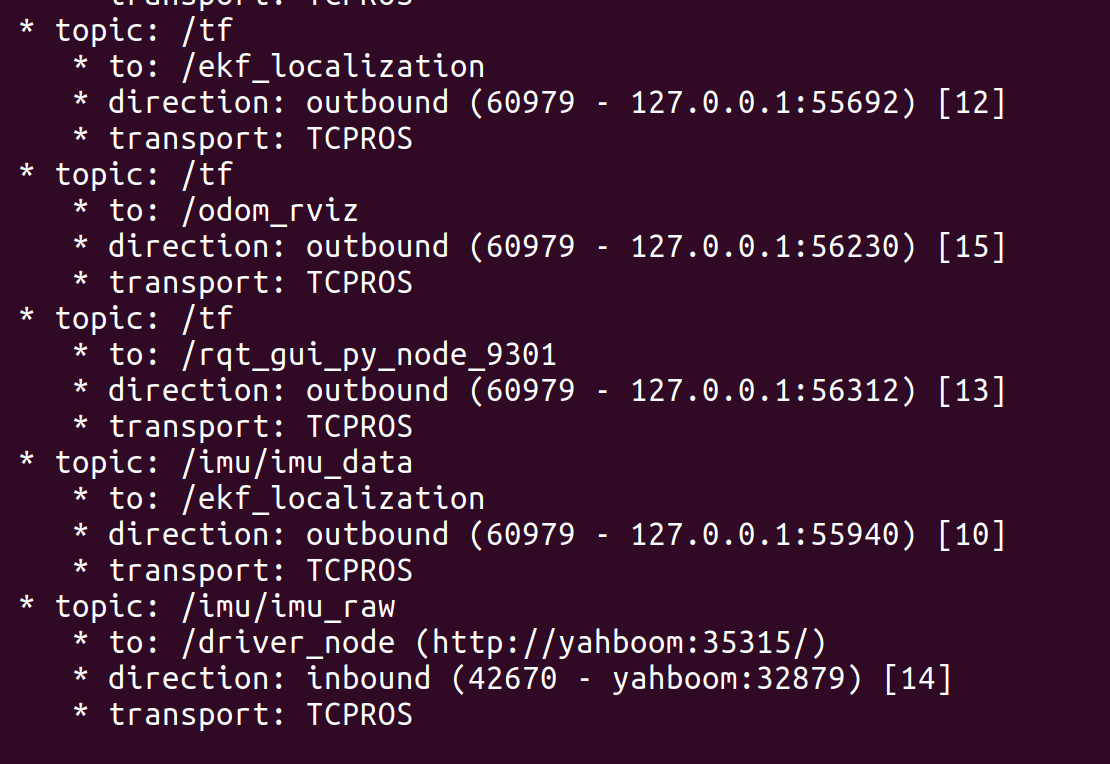 * transport: TCPROS
* topic: /tf
* to: /ekf_localization
* direction: outbound (60979 - 127.0.0.1:55692) [12]
* transport: TCPROS
* topic: /tf
* to: /odom_rviz
* direction: outbound (60979 - 127.0.0.1:56230) [15]
* transport: TCPROS
* topic: /tf
* to: /rqt_gui_py_node_9301
* direction: outbound (60979 - 127.0.0.1:56312) [13]
* transport: TCPROS
* topic: /imu/imu_data
* to: /ekf_localization
* direction: outbound (60979 - 127.0.0.1:55940) [10]
* transport: TCPROS
* topic: /imu/imu_raw
* to: /driver_node (http://yahboom:35315/)
* direction: inbound (42670 - yahboom:32879) [14]
* transport: TCPROS